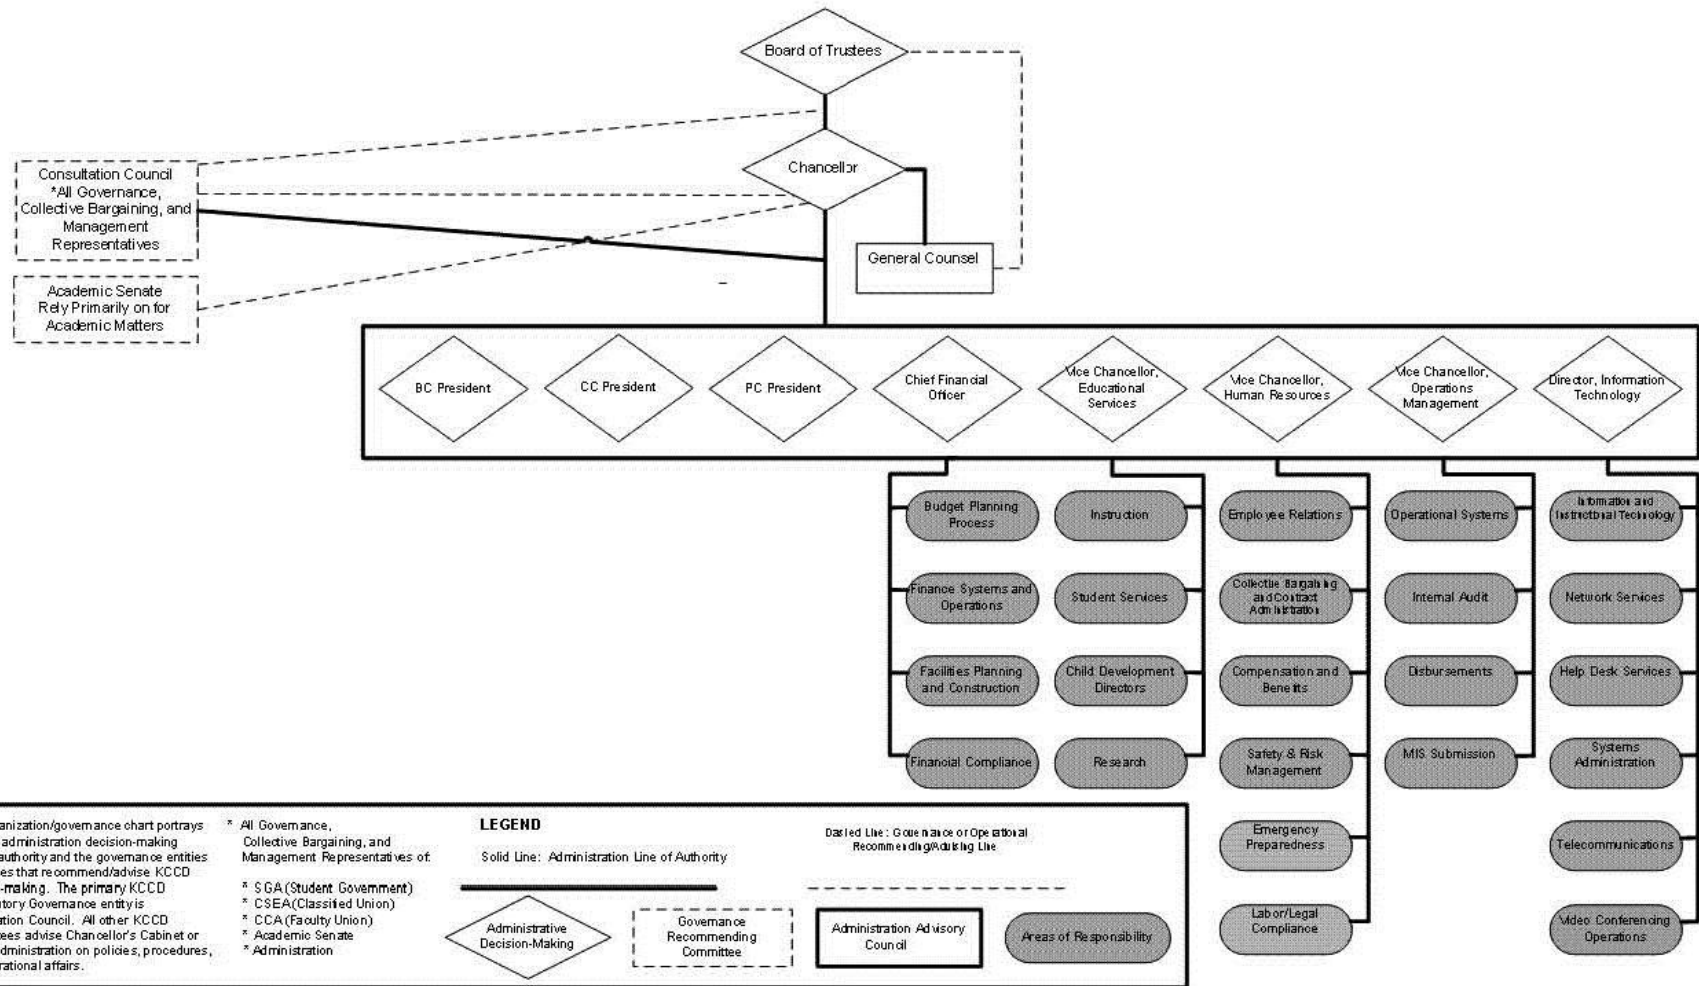 Board of Trustees
Chancellor
General Counsel
Consultation Council
*All Governance,
Collective Bargaining, and
Management
Representatives
Academic Senate
Rely Primarily on for
Academic Matters
BC President
CC President
PC President
Chief Financial
Officer
Vice Chancellor,
Educational
Services
Vice Chancellor,
Human Resources
Vice Chancellor,
Operations
Management
Director, Information
Technology
Budget Planning
Process
Finance Systems and
Operations
Facilities Planning
and Construction
Financial Compliance
Instruction
Student Services
Child Development
Directors
Research
Employee Relations
Collective Bargaining
and Contract
Administration
Compensation and
Benefits
Safety & Risk
Management
Emergency
Preparedness
Labor/Legal
Compliance
Operational Systems
Internal Audit
Disbursements
MIS Submission
Information and
Instructional Technology
Network Services
Help Desk Services
Systems
Administration
Telecommunications
Video Conferencing
Operations
anization/governance chart portrays
administration decision-making
authority and the governance entities
es that recommend/advise KCCD
-making. The primary KCCD
tory Governance entity is
ation Council. All other KCCD
ees advise Chancellor's Cabinet or
dministration on policies, procedures,
rational affairs.
* All Governance,
Collective Bargaining, and
Management Representatives of:
* SGA (Student Government)
* CSEA (Classified Union)
* CCA (Faculty Union)
* Academic Senate
* Administration
LEGEND
Solid Line: Administration Line of Authority
Dashed Line: Governance or Operational
Recommending/Advising Line
Administrative
Decision-Making
Governance
Recommending
Committee
Administration Advisory
Council
Areas of Responsibility